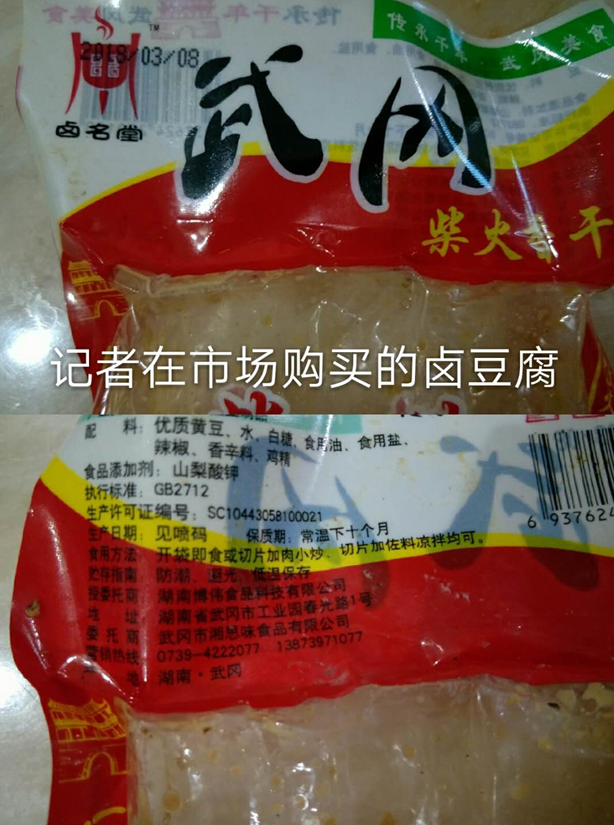 传承千年 武冈美食
TM
2018/03/08
卤名堂
武冈
柴火香干
记者在市场购买的卤豆腐
配 料：优质黄豆、水、白糖、食用油、食用盐、
辣椒、香辛料、鸡精
食品添加剂：山梨酸钾
执行标准：GB2712
生产许可证编号：SC10443058100021
生产日期：见喷码 保质期：常温下十个月
食用方法：开袋即食或切片加肉小炒、切片加佐料凉拌均可。
贮存指南：防潮、避光、低温保存
授委托商：湖南博伟食品科技有限公司
地 址：湖南省武冈市工业园春光路1号
委 托 商：武冈市湘思味食品有限公司
营销热线：0739-4222077 13873971077
产 地：湖南·武冈
6 937624